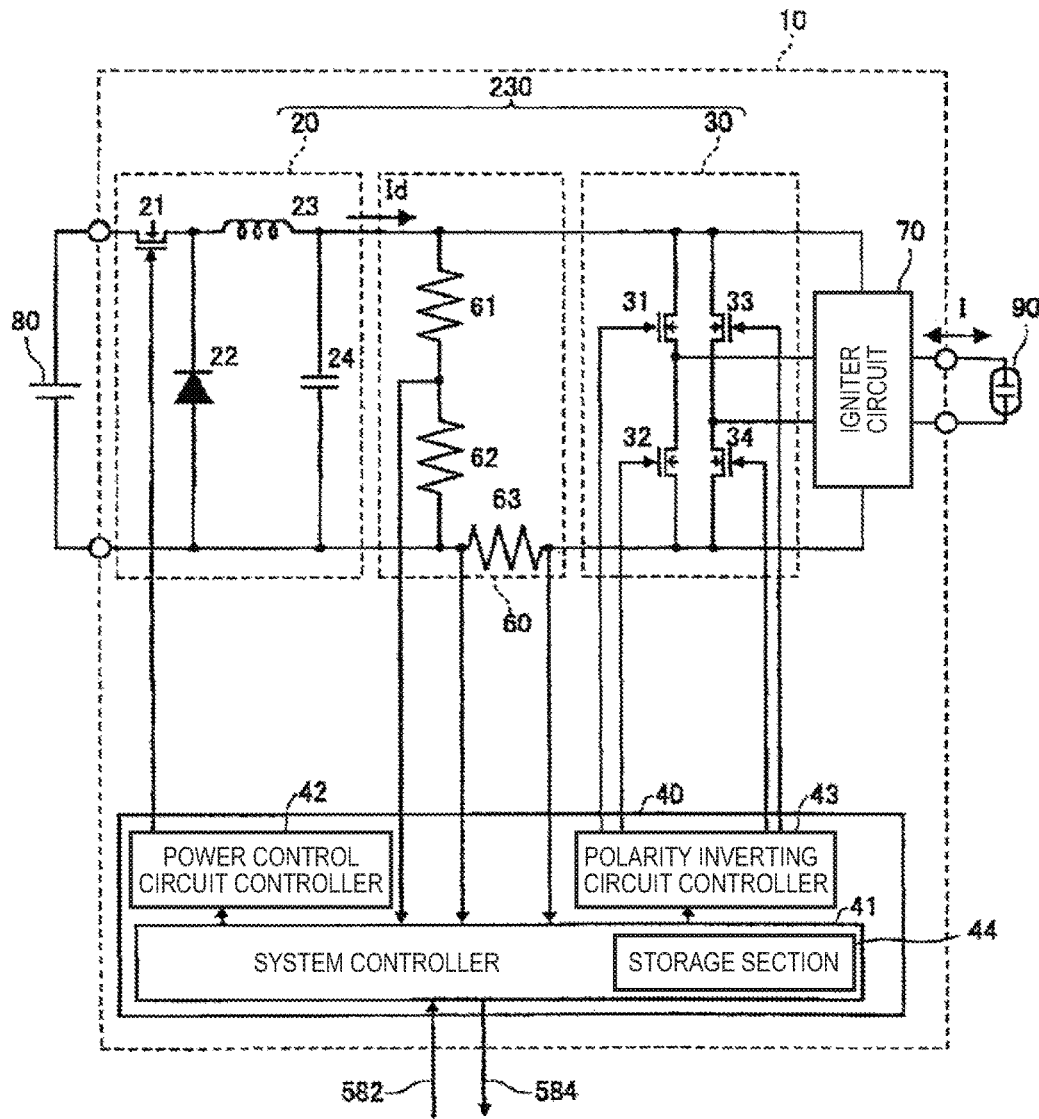 10
230
20
30
Id
21
23
70
31
33
I
90
61
80
22
24
IGNITER
CIRCUIT
62
32
34
63
60
42
40
43
POWER CONTROL
CIRCUIT CONTROLLER
POLARITY INVERTING
CIRCUIT CONTROLLER
41
44
SYSTEM CONTROLLER
STORAGE SECTION
582
584